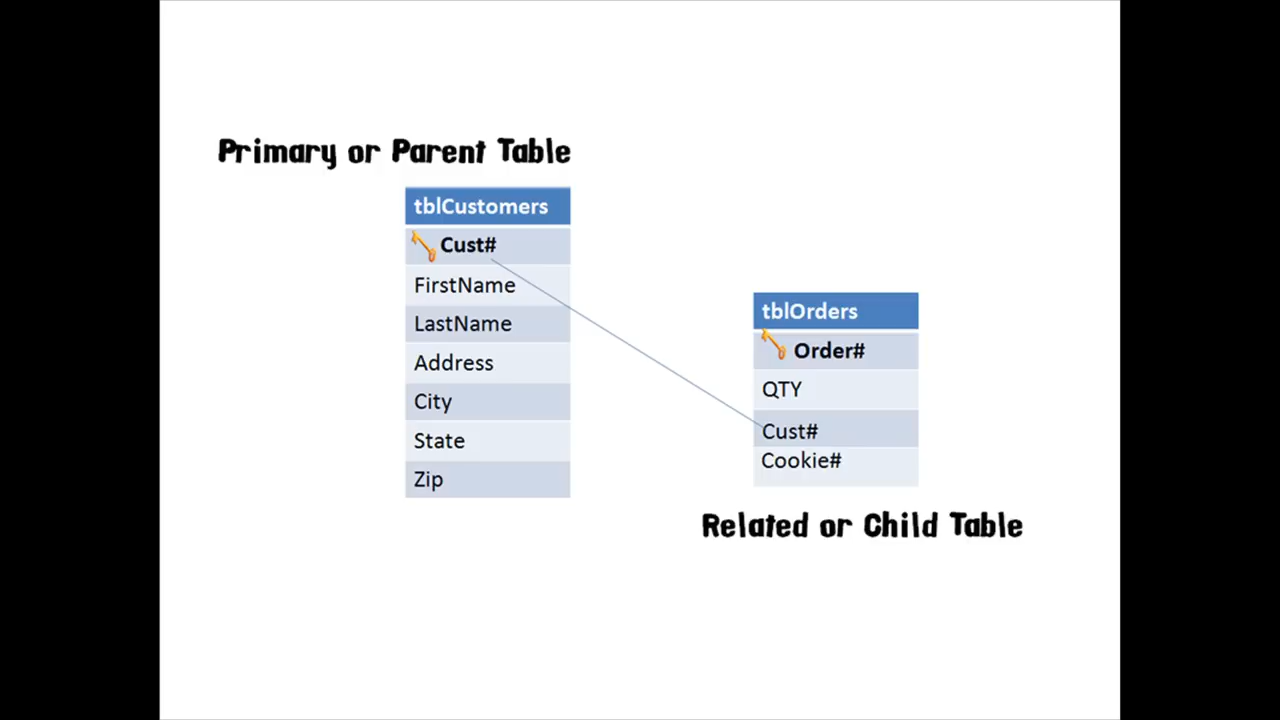 Primary or Parent Table
tblCustomers
Cust#
FirstName
LastName
Address
City
State
Zip
tblOrders
Order#
QTY
Cust#
Cookie#
Related or Child Table